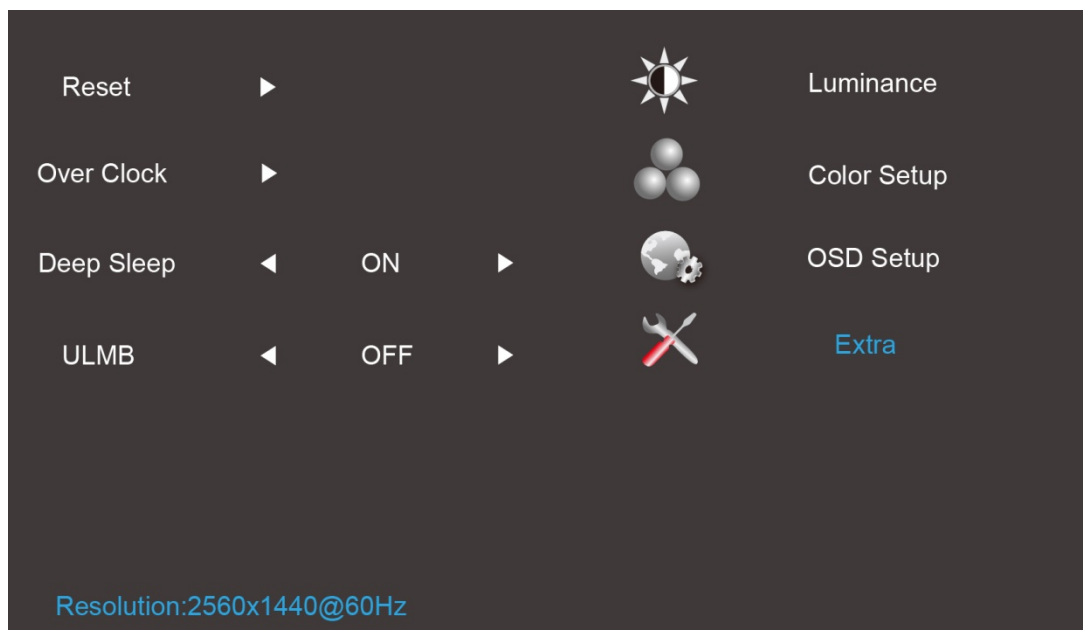 Reset
Luminance
Over Clock
Color Setup
Deep Sleep ON
OSD Setup
ULMB OFF
Extra
Resolution:2560x1440@60Hz